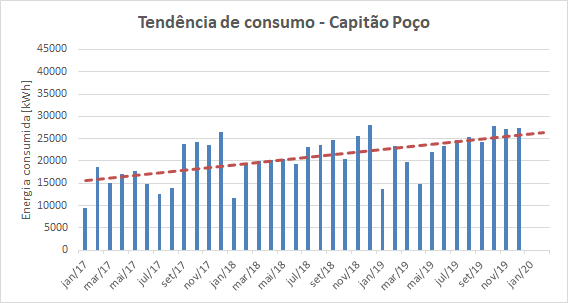 Tendência de consumo - Capitão Poço
Energia consumida [kWh]
45000
40000
35000
30000
25000
20000
15000
10000
5000
0
jan/17
mar/17
mai/17
jul/17
set/17
nov/17
jan/18
mar/18
mai/18
jul/18
set/18
nov/18
jan/19
mar/19
mai/19
jul/19
set/19
nov/19
jan/20